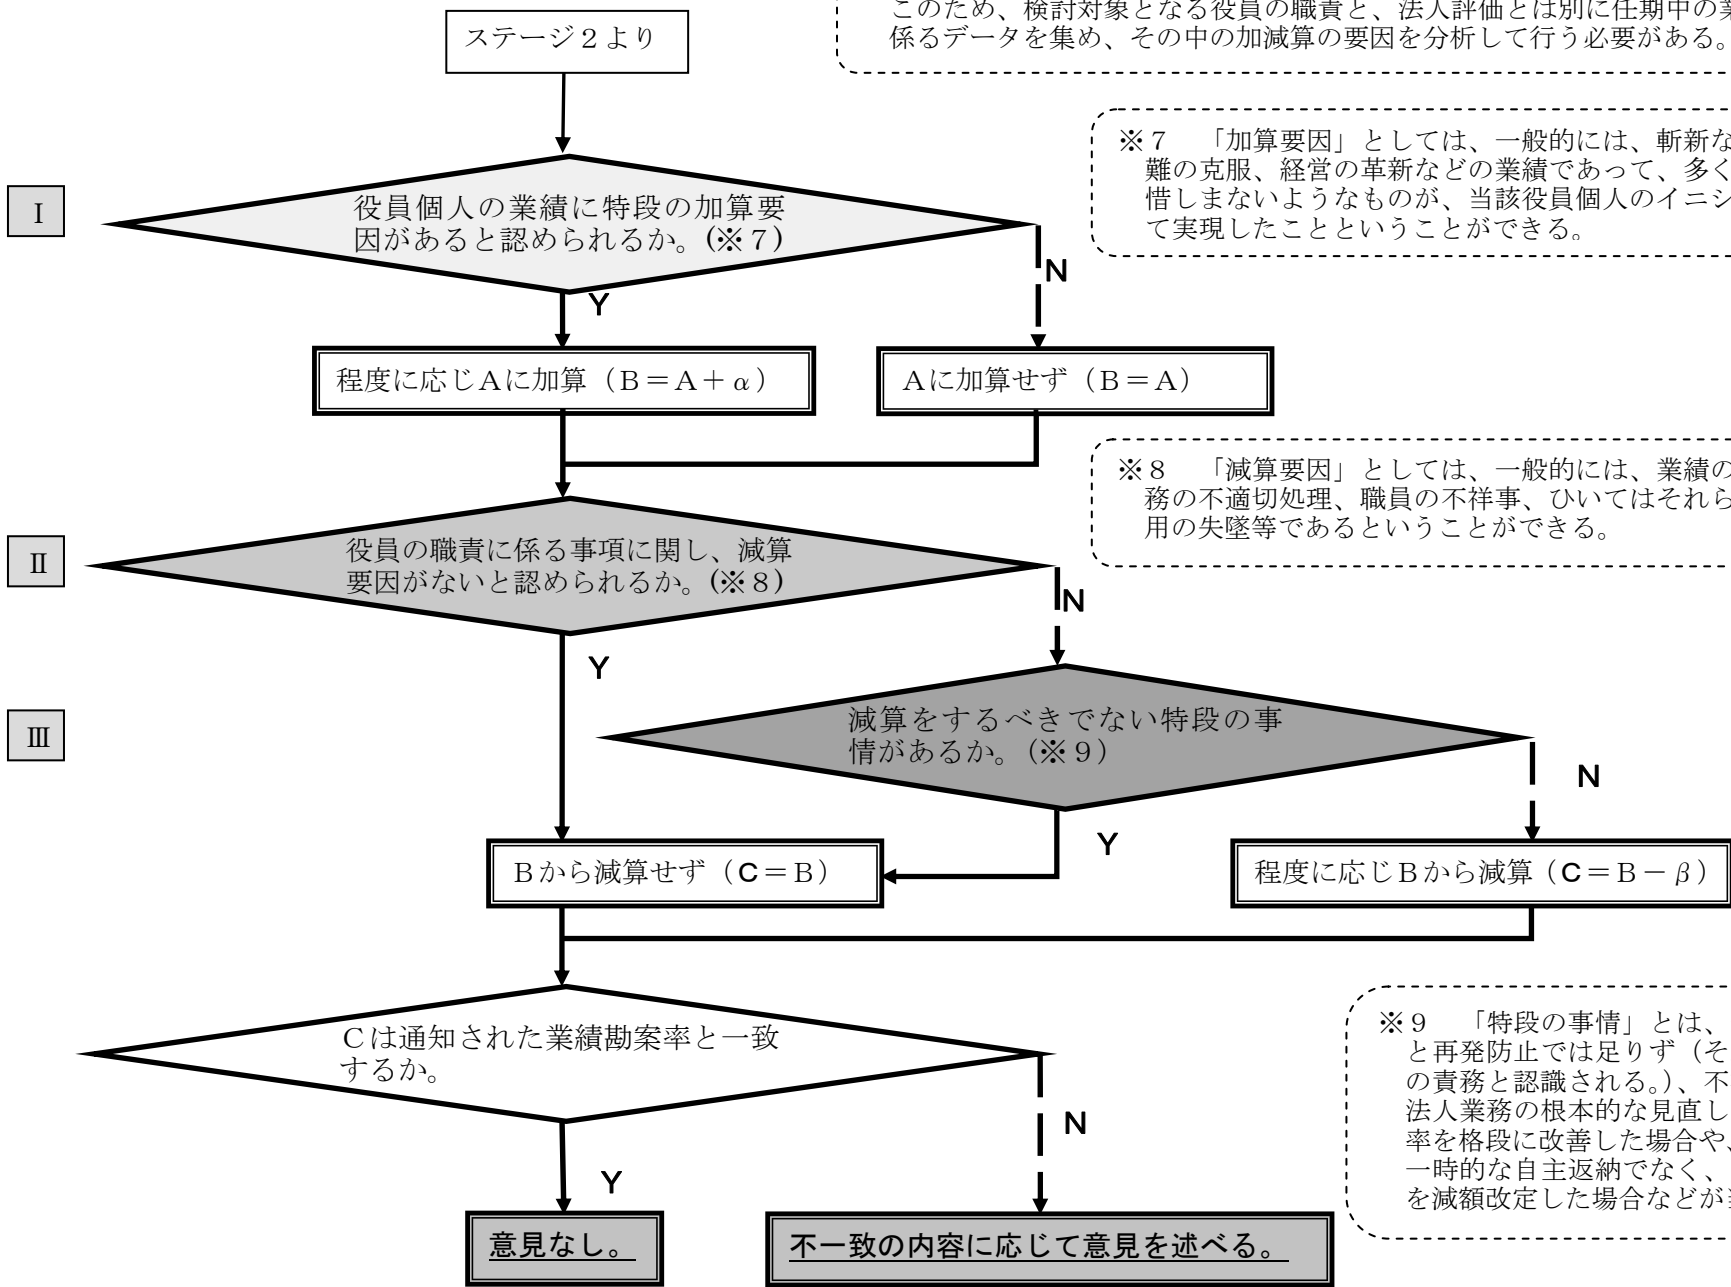 このため、検討対象となる役員の職責と、法人評価とは別に任期中の業
係るデータを集め、その中の加減算の要因を分析して行う必要がある。
ステージ２より
※７　「加算要因」としては、一般的には、斬新な
難の克服、経営の革新などの業績であって、多く
惜しまないようなものが、当該役員個人のイニシ
て実現したことということができる。
Ⅰ
役員個人の業績に特段の加算要
因があると認められるか。(※７)
N
Y
程度に応じＡに加算（Ｂ＝Ａ＋α）
Ａに加算せず（Ｂ＝Ａ）
※８　「減算要因」としては、一般的には、業績の
務の不適切処理、職員の不祥事、ひいてはそれら
用の失墜等であるということができる。
Ⅱ
役員の職責に係る事項に関し、減算
要因がないと認められるか。(※８)
N
Y
Ⅲ
減算をするべきでない特段の事
情があるか。(※９)
N
Y
Ｂから減算せず（C＝Ｂ）
程度に応じＢから減算（C＝Ｂ－β）
Ｃは通知された業績勘案率と一致
するか。
※９　「特段の事情」とは、
と再発防止では足りず（そ
の責務と認識される。）、不
法人業務の根本的な見直し
率を格段に改善した場合や、
一時的な自主返納でなく、
を減額改定した場合などが
N
Y
意見なし。
不一致の内容に応じて意見を述べる。